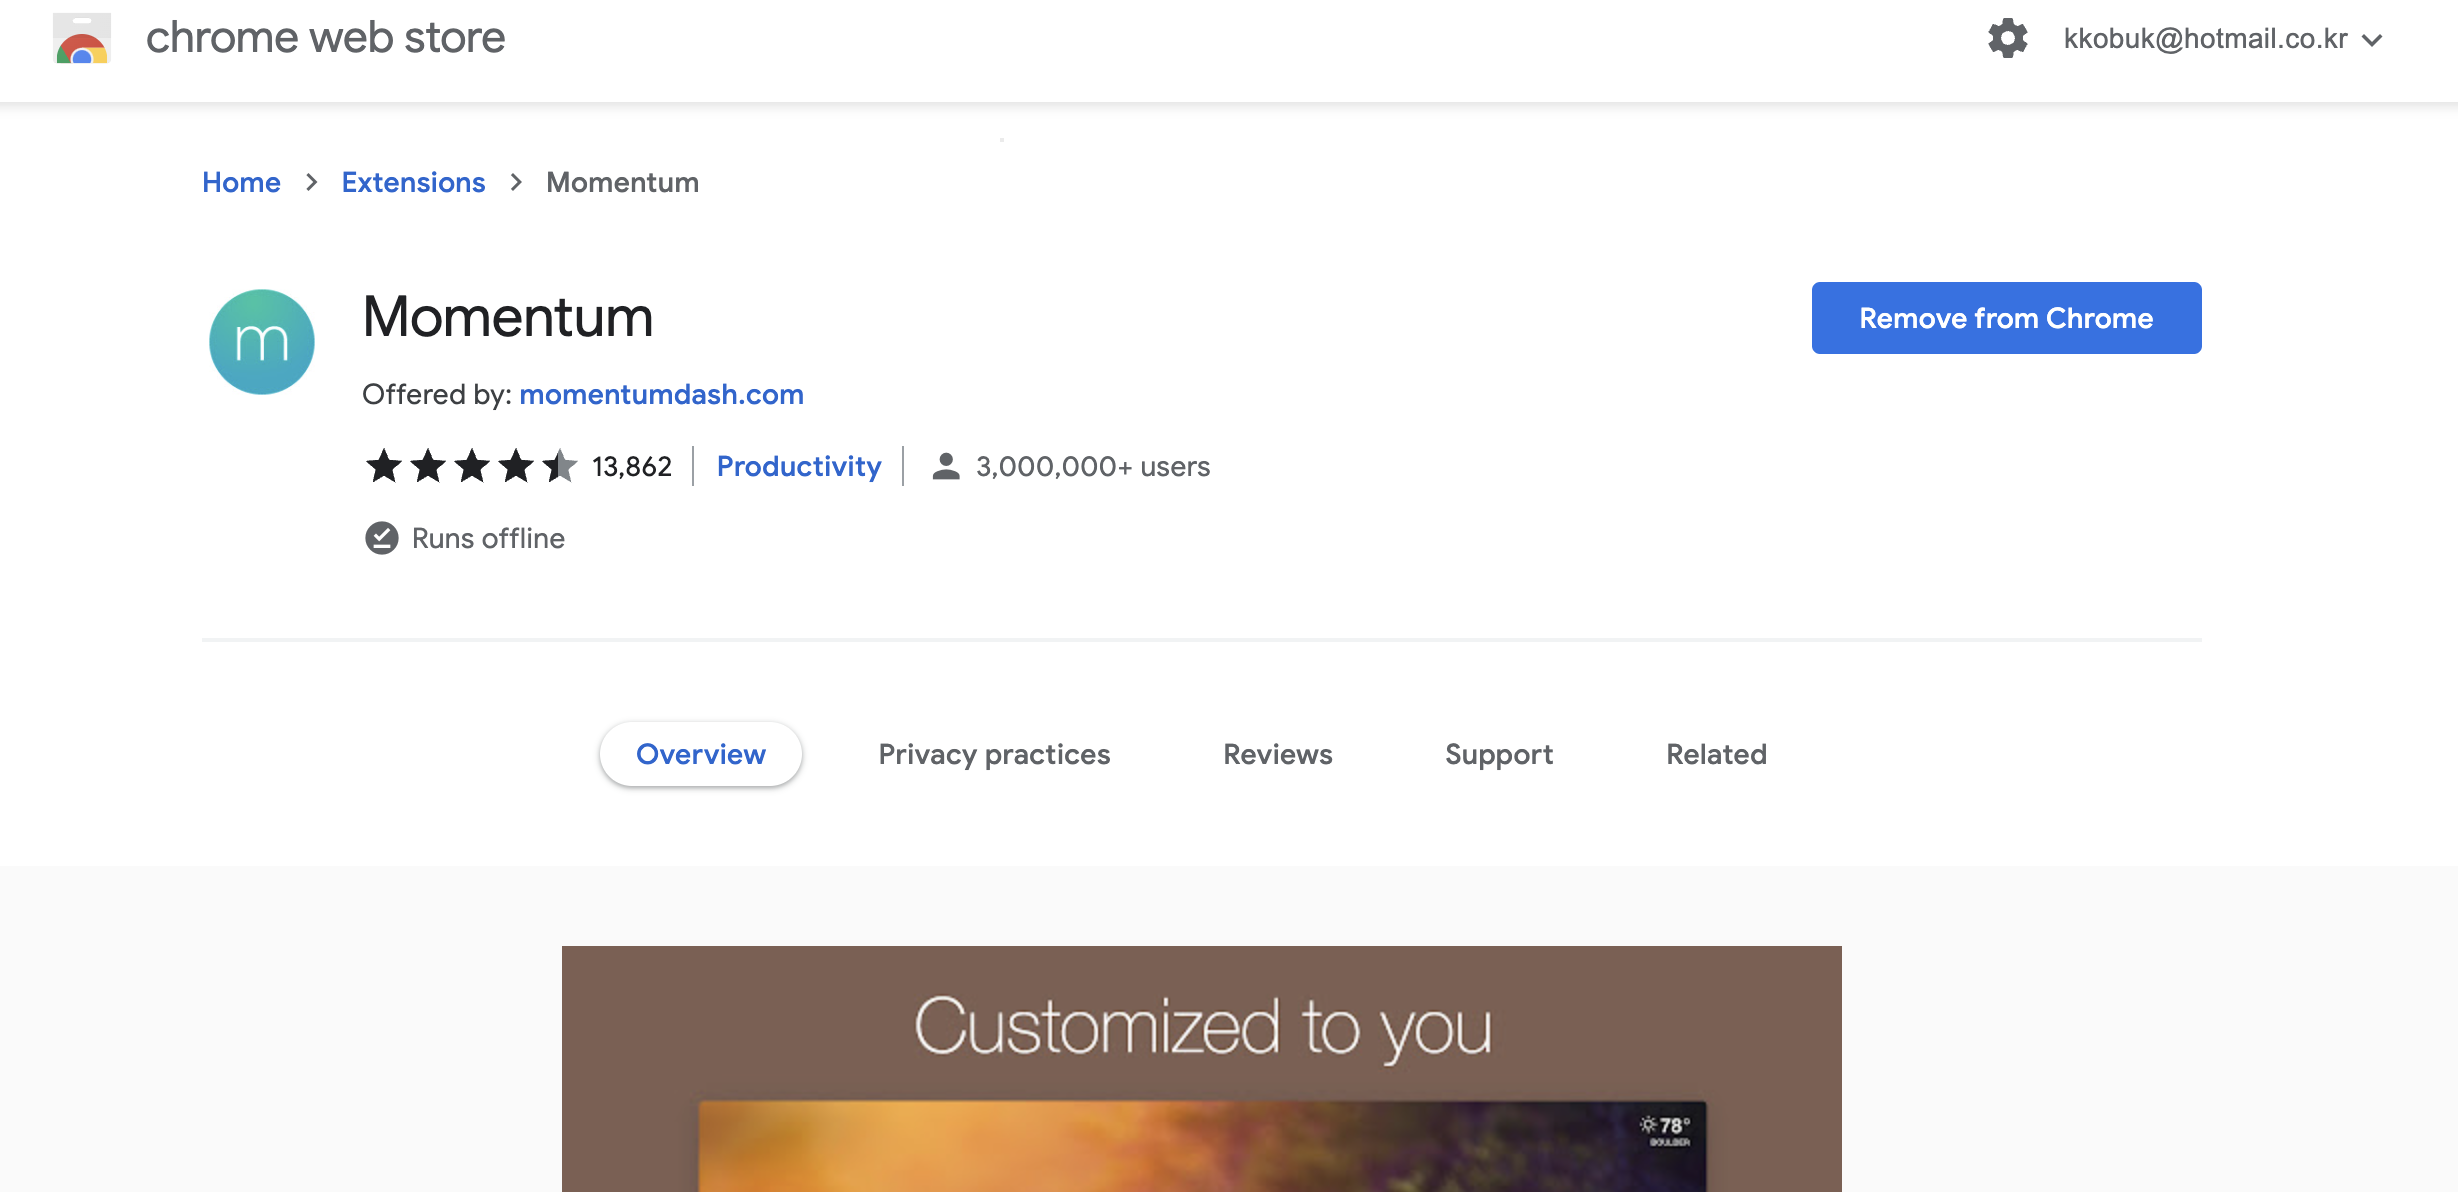 chrome web store
kkobuk@hotmail.co.kr
Home > Extensions > Momentum
m
Momentum
Remove from Chrome
Offered by: momentumdash.com
13,862 | Productivity | 3,000,000+ users
Runs offline
Overview Privacy practices Reviews Support Related
Customized to you
78°
BOULDER